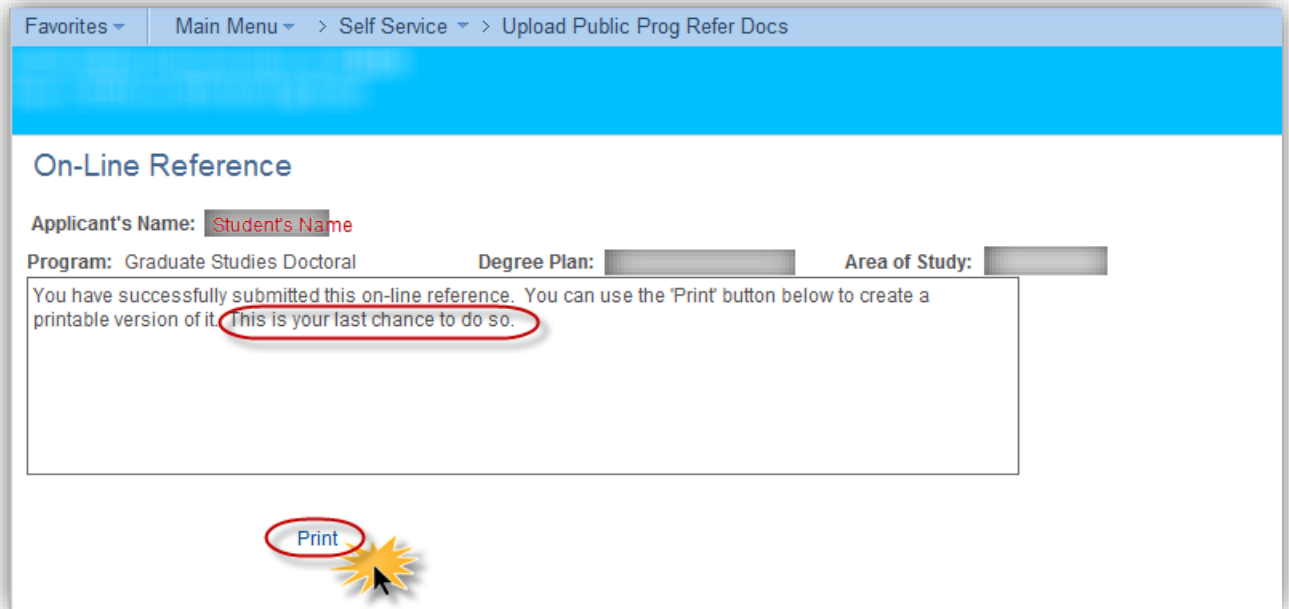 Favorites Main Menu > Self Service > Upload Public Prog Refer Docs
On-Line Reference
Applicant's Name: Student's Name
Program: Graduate Studies Doctoral Degree Plan: Area of Study:
You have successfully submitted this on-line reference. You can use the 'Print' button below to create a
printable version of it. This is your last chance to do so.
Print